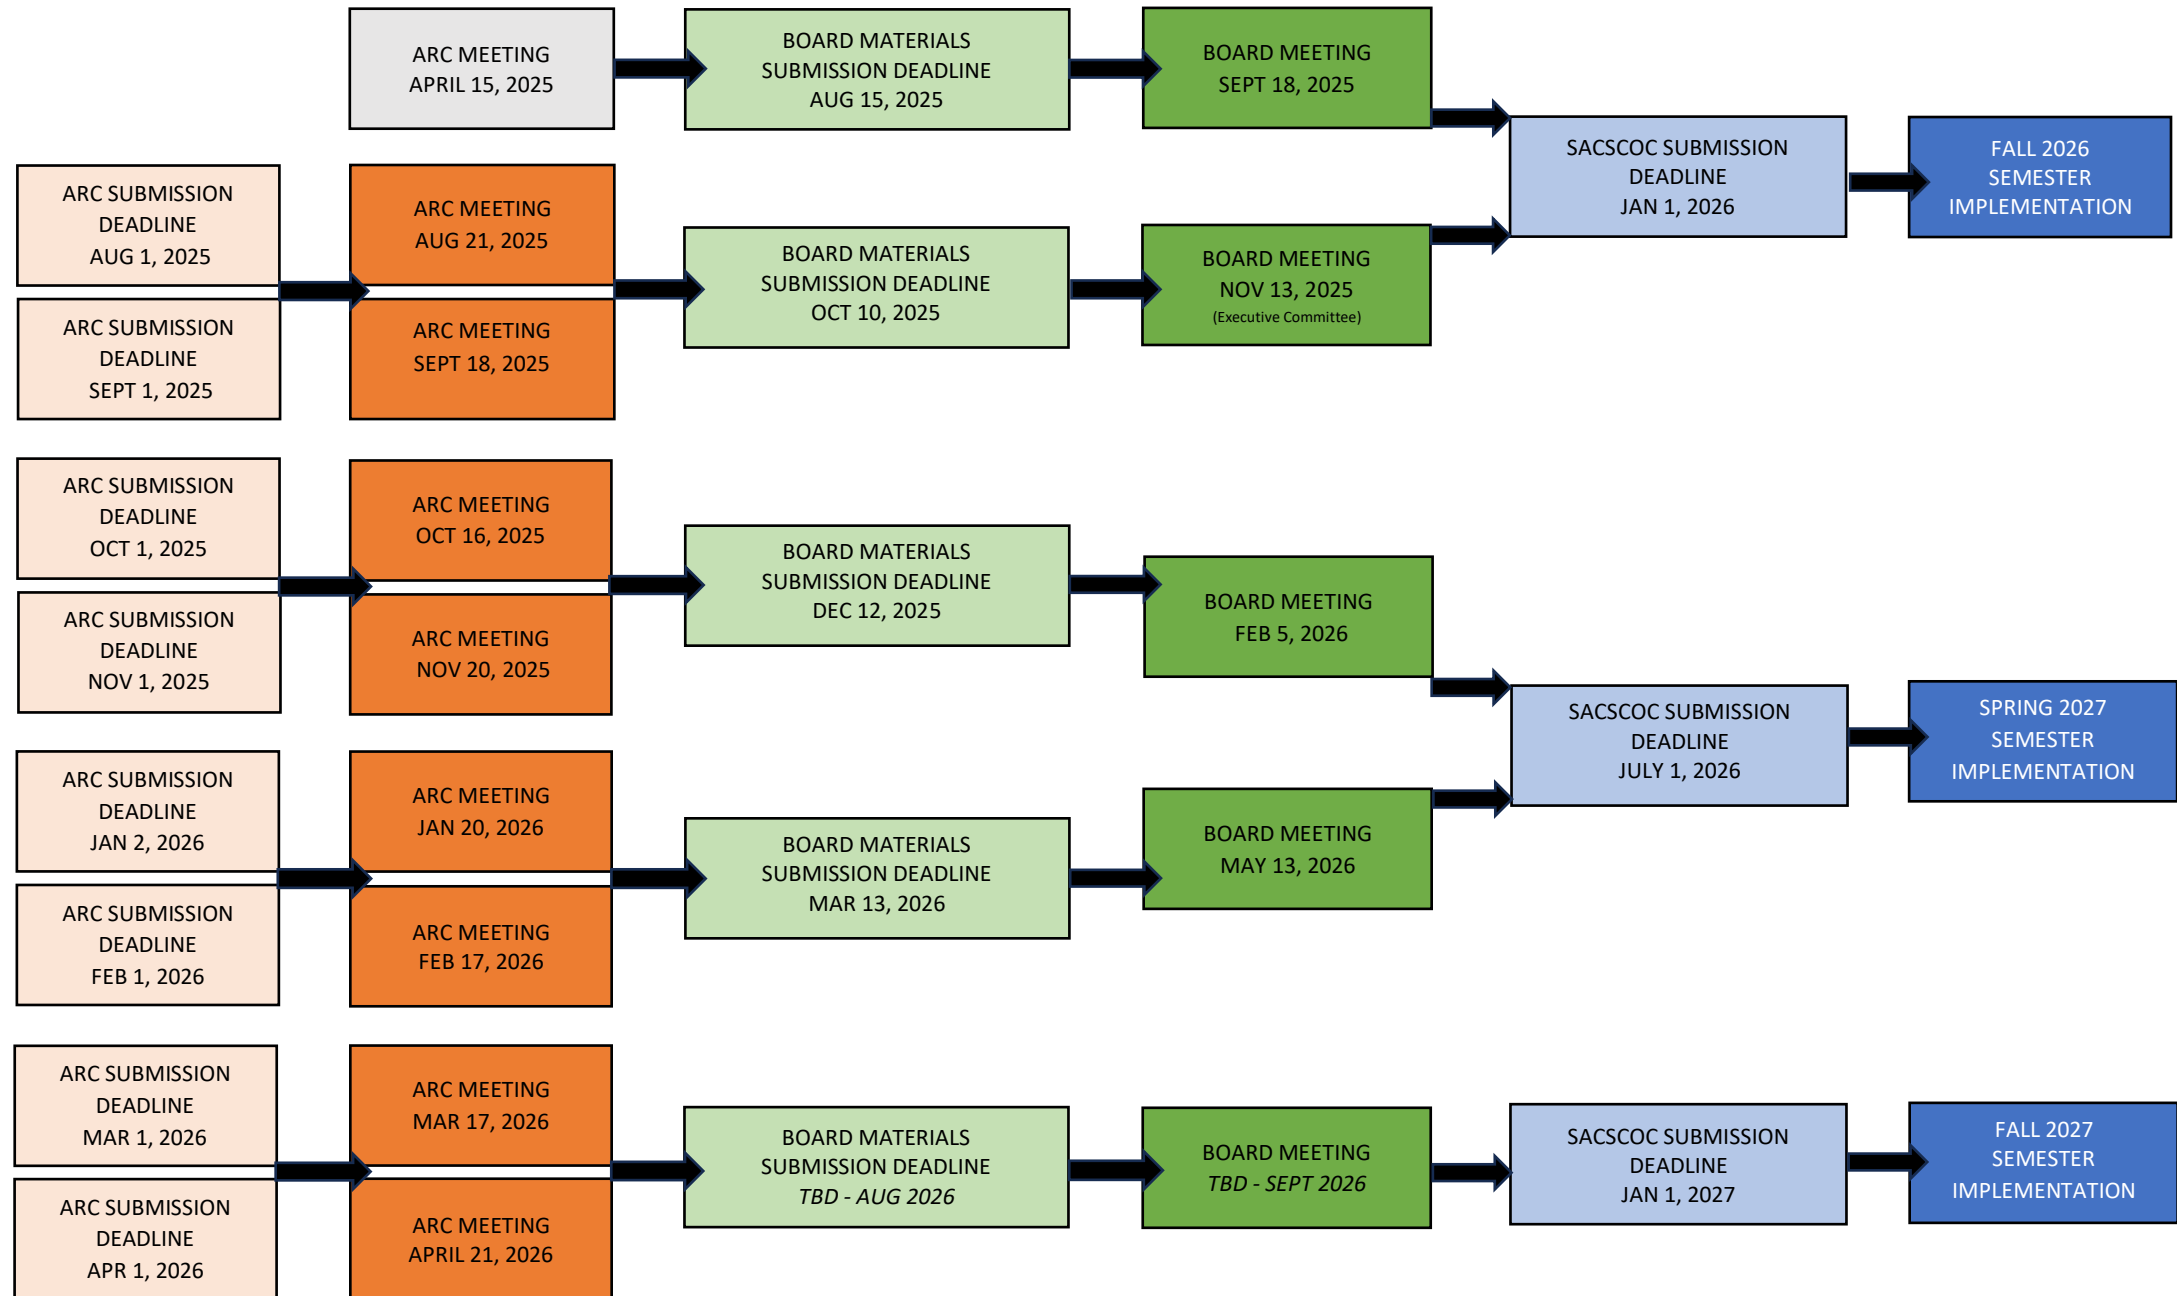 ARC MEETING
APRIL 15, 2025
BOARD MATERIALS
SUBMISSION DEADLINE
AUG 15, 2025
BOARD MEETING
SEPT 18, 2025
ARC SUBMISSION
DEADLINE
AUG 1, 2025
ARC SUBMISSION
DEADLINE
SEPT 1, 2025
ARC MEETING
AUG 21, 2025
ARC MEETING
SEPT 18, 2025
BOARD MATERIALS
SUBMISSION DEADLINE
OCT 10, 2025
BOARD MEETING
NOV 13, 2025
(Executive Committee)
SACSCOC SUBMISSION
DEADLINE
JAN 1, 2026
FALL 2026
SEMESTER
IMPLEMENTATION
ARC SUBMISSION
DEADLINE
OCT 1, 2025
ARC SUBMISSION
DEADLINE
NOV 1, 2025
ARC MEETING
OCT 16, 2025
ARC MEETING
NOV 20, 2025
BOARD MATERIALS
SUBMISSION DEADLINE
DEC 12, 2025
BOARD MEETING
FEB 5, 2026
ARC SUBMISSION
DEADLINE
JAN 2, 2026
ARC SUBMISSION
DEADLINE
FEB 1, 2026
ARC MEETING
JAN 20, 2026
ARC MEETING
FEB 17, 2026
BOARD MATERIALS
SUBMISSION DEADLINE
MAR 13, 2026
BOARD MEETING
MAY 13, 2026
SACSCOC SUBMISSION
DEADLINE
JULY 1, 2026
SPRING 2027
SEMESTER
IMPLEMENTATION
ARC SUBMISSION
DEADLINE
MAR 1, 2026
ARC SUBMISSION
DEADLINE
APR 1, 2026
ARC MEETING
MAR 17, 2026
ARC MEETING
APRIL 21, 2026
BOARD MATERIALS
SUBMISSION DEADLINE
TBD - AUG 2026
BOARD MEETING
TBD - SEPT 2026
SACSCOC SUBMISSION
DEADLINE
JAN 1, 2027
FALL 2027
SEMESTER
IMPLEMENTATION